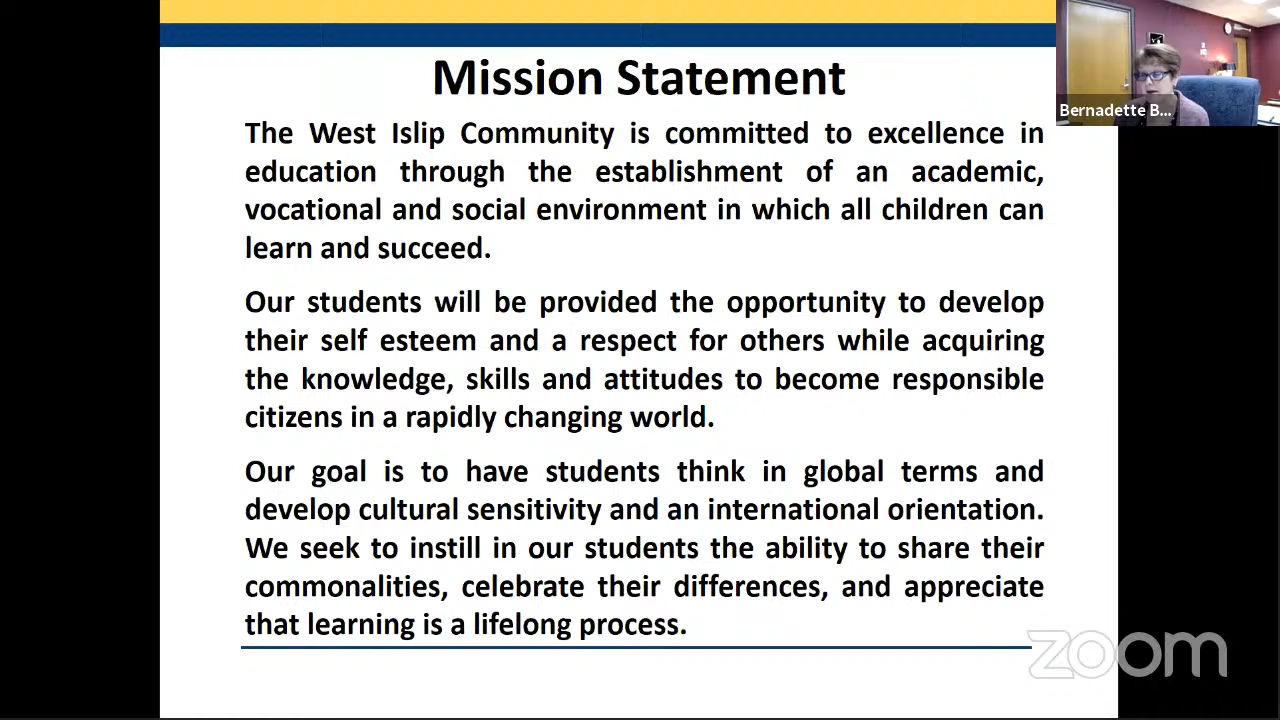 Mission Statement
The West Islip Community is committed to excellence in
education through the establishment of an academic,
vocational and social environment in which all children can
learn and succeed.
Our students will be provided the opportunity to develop
their self esteem and a respect for others while acquiring
the knowledge, skills and attitudes to become responsible
citizens in a rapidly changing world.
Our goal is to have students think in global terms and
develop cultural sensitivity and an international orientation.
We seek to instill in our students the ability to share their
commonalities, celebrate their differences, and appreciate
that learning is a lifelong process.
Bernadette B...
zoom